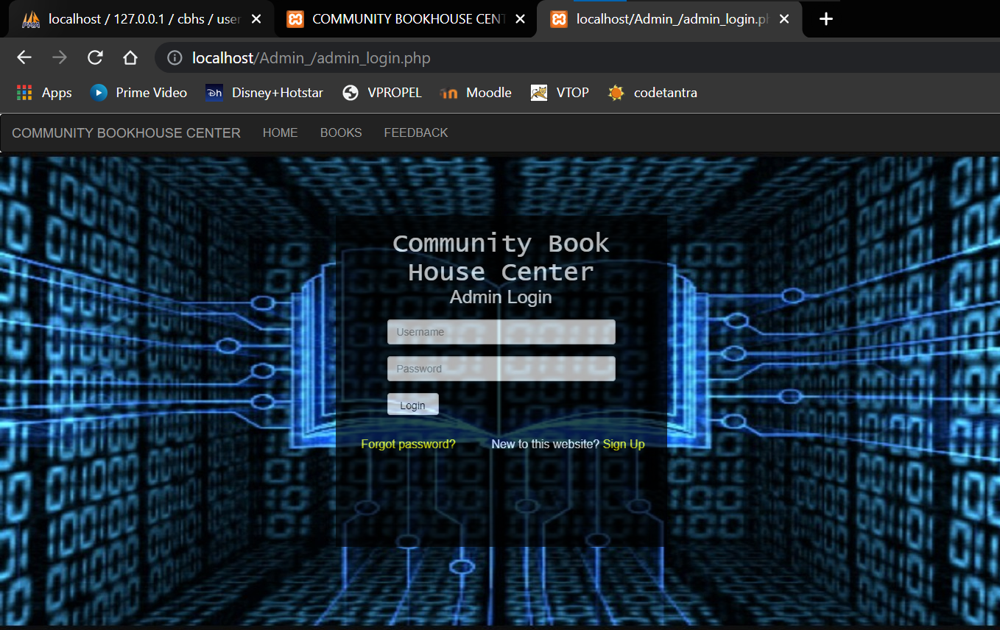 localhost / 127.0.0.1 / cbhs / user
COMMUNITY BOOKHOUSE CENT
localhost/Admin_/admin_login.ph
localhost/Admin_/admin_login.php
Apps
Prime Video
Disney+Hotstar
VPROPEL
Moodle
VTOP
codetantra
COMMUNITY BOOKHOUSE CENTER
HOME
BOOKS
FEEDBACK
Community Book
House Center
Admin Login
Username
Password
Login
Forgot password?
New to this website? Sign Up